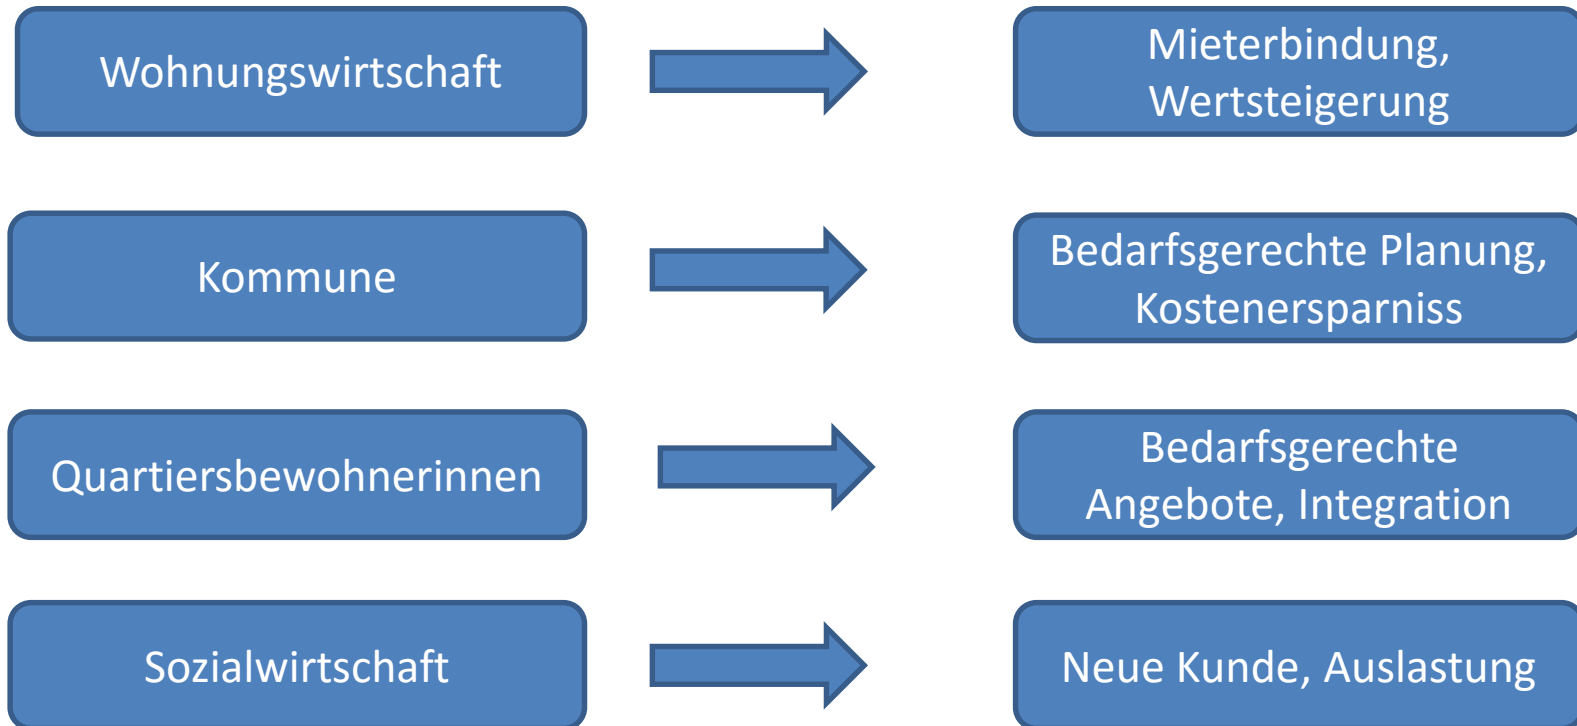 Wohnungswirtschaft
Mieterbindung,
Wertsteigerung
Kommune
Bedarfsgerechte Planung,
Kostenersparniss
Quartiersbewohnerinnen
Bedarfsgerechte
Angebote, Integration
Sozialwirtschaft
Neue Kunde, Auslastung